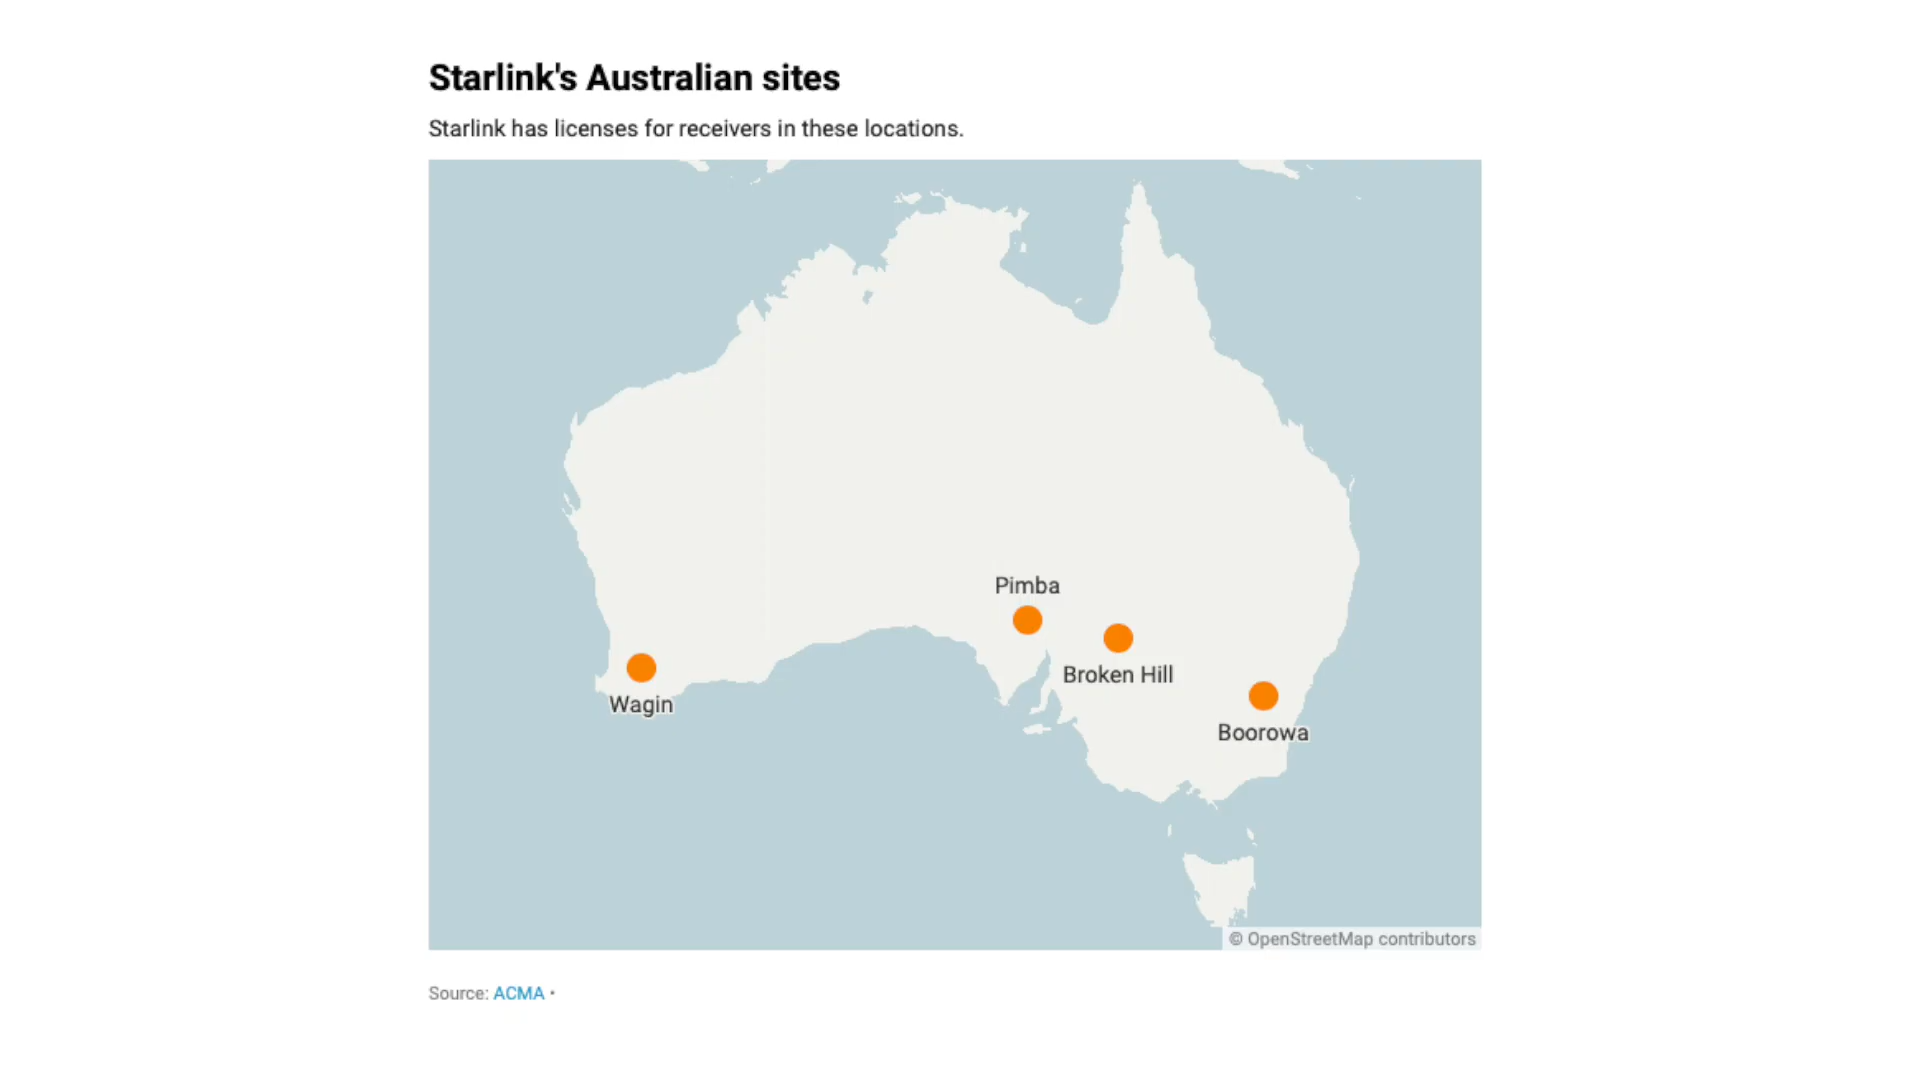 Starlink's Australian sites
Starlink has licenses for receivers in these locations.
Pimba
Broken Hill
Wagin
Boorowa
© OpenStreetMap contributors
Source: ACMA •